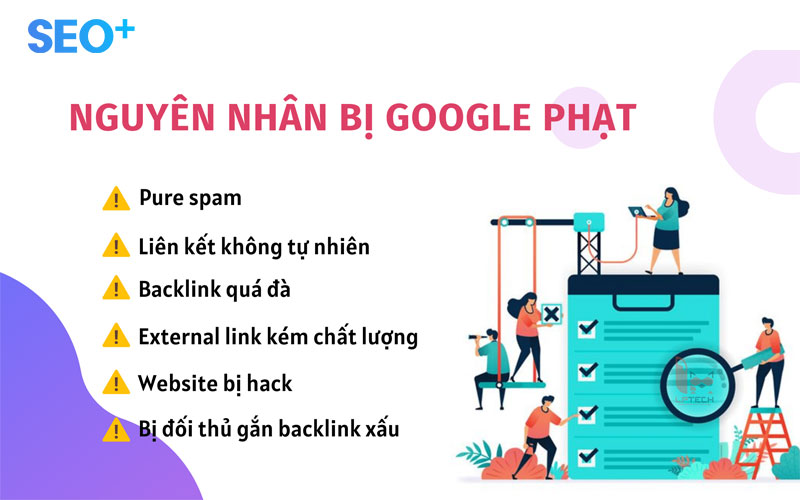 SEO+
NGUYÊN NHÂN BỊ GOOGLE PHẠT
Pure spam
Liên kết không tự nhiên
Backlink quá đà
External link kém chất lượng
Website bị hack
Bị đối thủ gắn backlink xấu